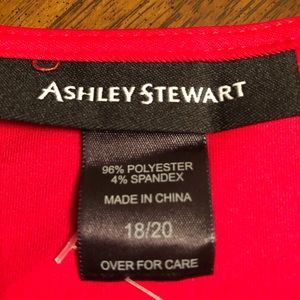 ASHLEY STEWART
96% POLYESTER
4% SPANDEX
MADE IN CHINA
18/20
OVER FOR CARE